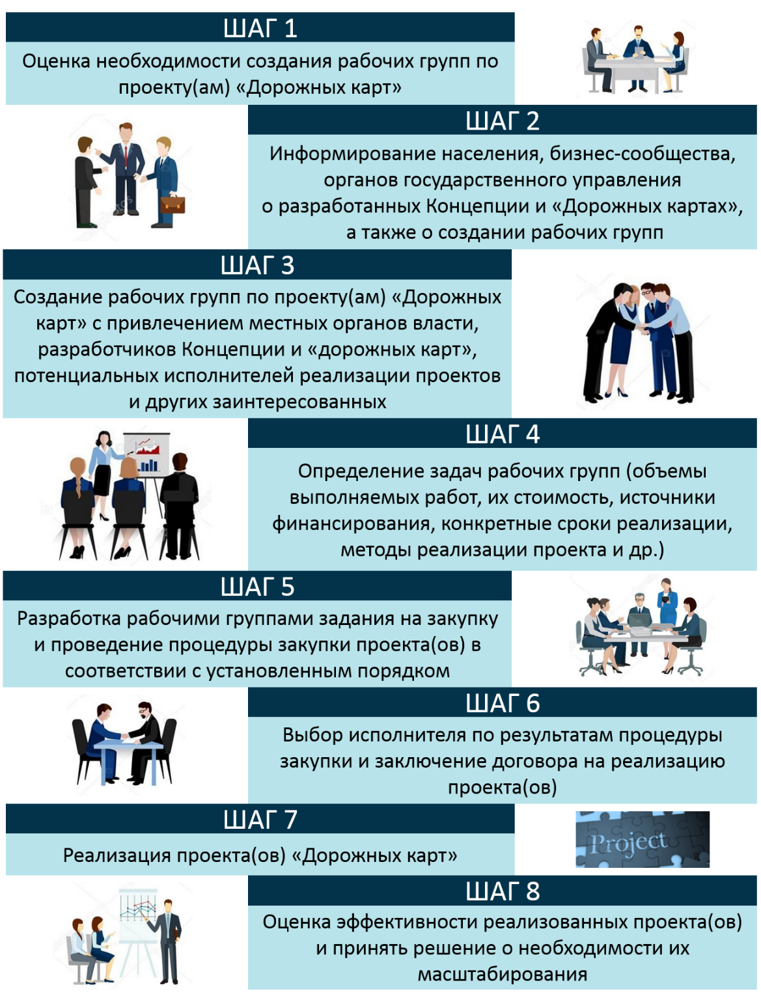 ШАГ 1
Оценка необходимости создания рабочих групп по
проекту(ам) «Дорожных карт»
ШАГ 2
Информирование населения, бизнес-сообщества,
органов государственного управления
о разработанных Концепции и «Дорожных картах»,
а также о создании рабочих групп
ШАГ 3
Создание рабочих групп по проекту(ам) «Дорожных
карт» с привлечением местных органов власти,
разработчиков Концепции и «дорожных карт»,
потенциальных исполнителей реализации проектов
и других заинтересованных
ШАГ 4
Определение задач рабочих групп (объемы
выполняемых работ, их стоимость, источники
финансирования, конкретные сроки реализации,
методы реализации проекта и др.)
ШАГ 5
Разработка рабочими группами задания на закупку
и проведение процедуры закупки проекта(ов) в
соответствии с установленным порядком
ШАГ 6
Выбор исполнителя по результатам процедуры
закупки и заключение договора на реализацию
проекта(ов)
ШАГ 7
Реализация проекта(ов) «Дорожных карт»
Project
ШАГ 8
Оценка эффективности реализованных проекта(ов)
и принять решение о необходимости их
масштабирования